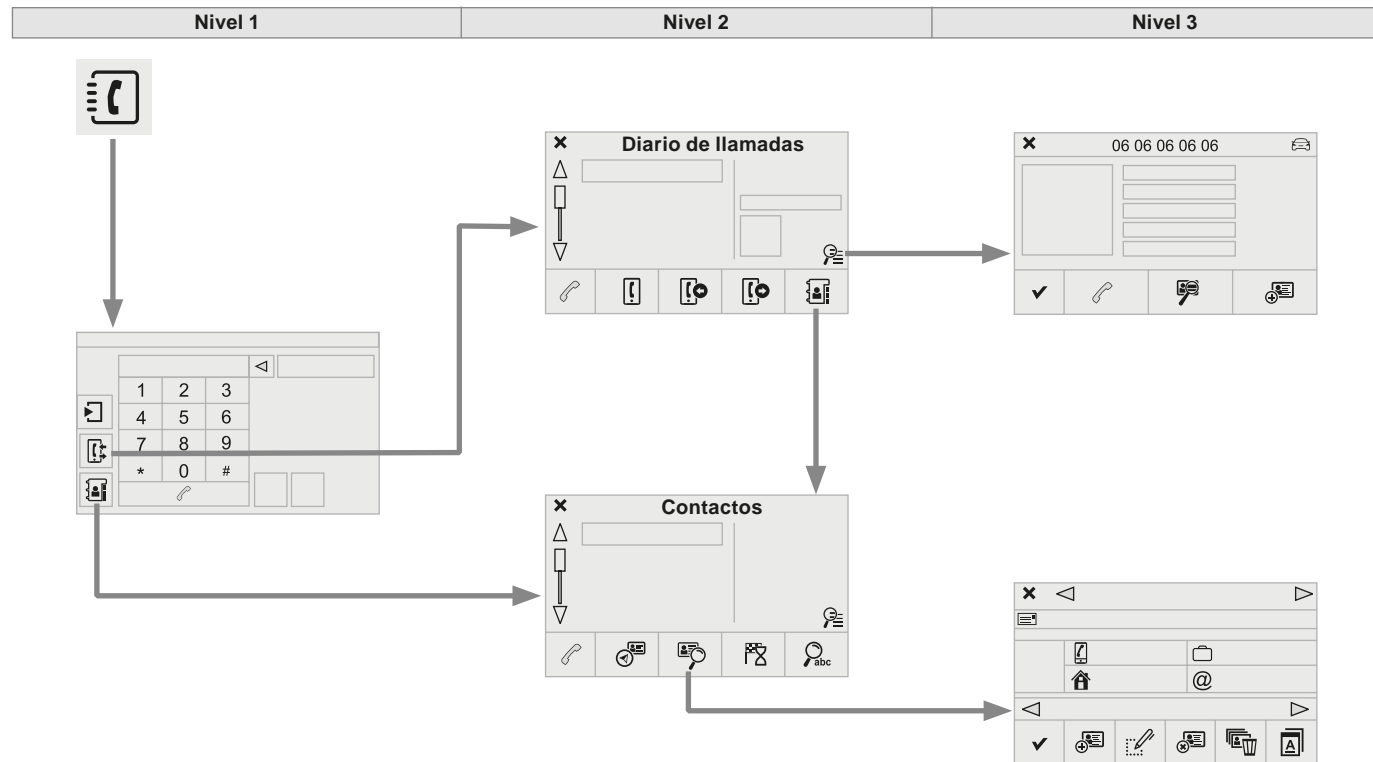 Nivel 1 Nivel 2 Nivel 3
Diario de llamadas
06 06 06 06 06
1 2 3
4 5 6
7 8 9
* 0 #
Contactos
abc
@
A